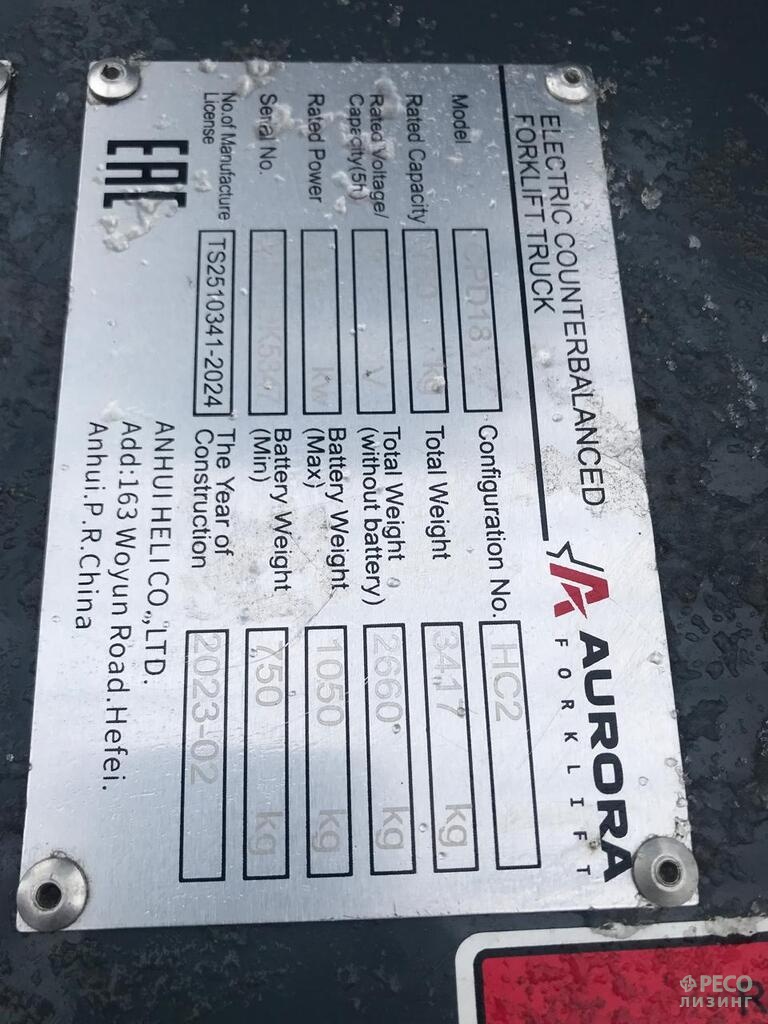 ELECTRIC COUNTERBALANCED
FORKLIFT TRUCK
AURORA
FORKLIFT
Model
Configuration No. HC2
Rated Capacity kg
Total Weight 3417 kg
Rated Voltage/
Capacity(5h) V
Total Weight
(without battery) 2660 kg
Rated Power kw
Battery Weight
(Max) 1050 kg
Serial No.
Battery Weight
(Min) 750 kg
No.of Manufacture
License TS2510341-2024
The Year of
Construction 2023-02
EAC
ANHUI HELI CO.,LTD.
Add:163 Woyun Road.Hefei.
Anhui.P.R.China
РЕСО
ЛИЗИНГ
R